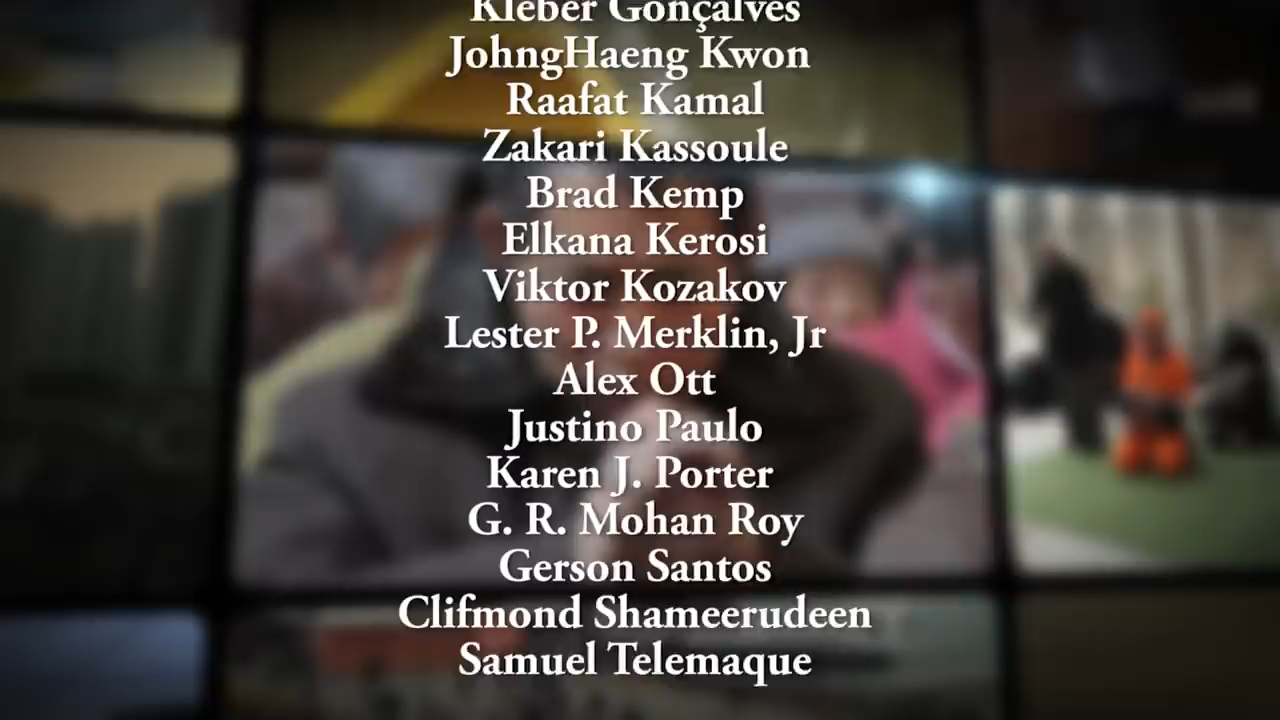 Kleber Gonçalves
JohngHaeng Kwon
Raafat Kamal
Zakari Kassoule
Brad Kemp
Elkana Kerosi
Viktor Kozakov
Lester P. Merklin, Jr
Alex Ott
Justino Paulo
Karen J. Porter
G. R. Mohan Roy
Gerson Santos
Clifmond Shameerudeen
Samuel Telemaque